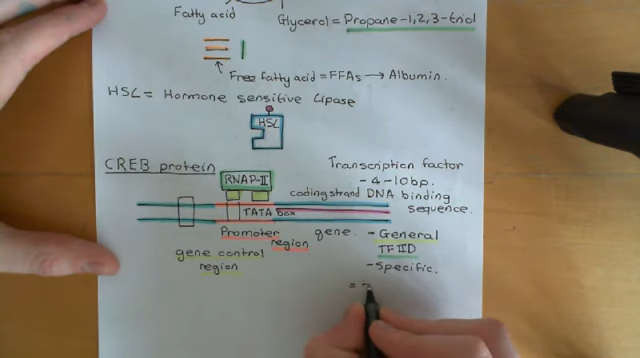 Fatty acid
Glycerol = Propane-1,2,3-triol
Free fatty acid = FFAs → Albumin.
HSL = Hormone sensitive lipase
HSL
CREB protein
RNAP-II
Transcription factor
- 4-10bp.
coding strand DNA binding
sequence.
TATA box
Promoter
region
gene.
- General
TFIID
gene control
region
- Specific.
=